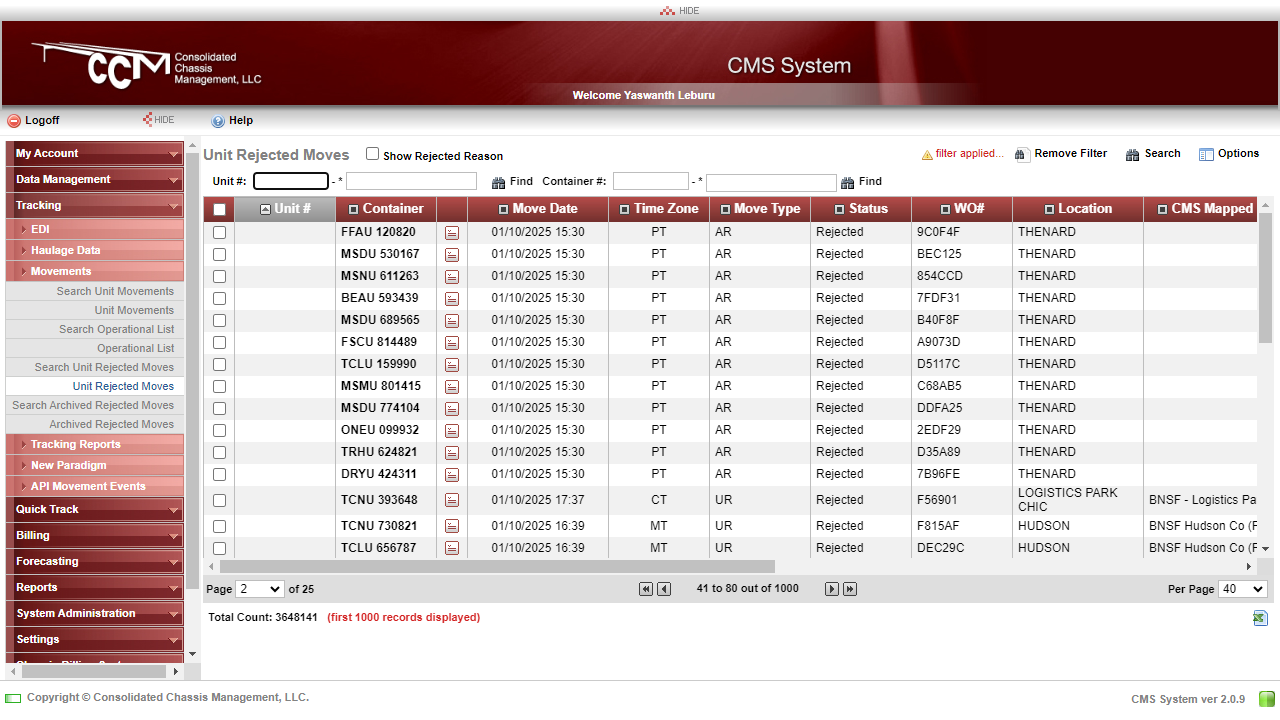 HIDE
CCM Consolidated Chassis Management, LLC
CMS System
Welcome Yaswanth Leburu
Logoff HIDE Help
My Account
Data Management
Tracking
EDI
Haulage Data
Movements
Search Unit Movements
Unit Movements
Search Operational List
Operational List
Search Unit Rejected Moves
Unit Rejected Moves
Search Archived Rejected Moves
Archived Rejected Moves
Tracking Reports
New Paradigm
API Movement Events
Quick Track
Billing
Forecasting
Reports
System Administration
Settings
Unit Rejected Moves Show Rejected Reason filter applied... Remove Filter Search Options
Unit #: - * Find Container #: - * Find
Unit # Container Move Date Time Zone Move Type Status WO# Location CMS Mapped
FFAU 120820 01/10/2025 15:30 PT AR Rejected 9C0F4F THENARD
MSDU 530167 01/10/2025 15:30 PT AR Rejected BEC125 THENARD
MSNU 611263 01/10/2025 15:30 PT AR Rejected 854CCD THENARD
BEAU 593439 01/10/2025 15:30 PT AR Rejected 7FDF31 THENARD
MSDU 689565 01/10/2025 15:30 PT AR Rejected B40F8F THENARD
FSCU 814489 01/10/2025 15:30 PT AR Rejected A9073D THENARD
TCLU 159990 01/10/2025 15:30 PT AR Rejected D5117C THENARD
MSMU 801415 01/10/2025 15:30 PT AR Rejected C68AB5 THENARD
MSDU 774104 01/10/2025 15:30 PT AR Rejected DDFA25 THENARD
ONEU 099932 01/10/2025 15:30 PT AR Rejected 2EDF29 THENARD
TRHU 624821 01/10/2025 15:30 PT AR Rejected D35A89 THENARD
DRYU 424311 01/10/2025 15:30 PT AR Rejected 7B96FE THENARD
TCNU 393648 01/10/2025 17:37 CT UR Rejected F56901 LOGISTICS PARK CHIC BNSF - Logistics Pa
TCNU 730821 01/10/2025 16:39 MT UR Rejected F815AF HUDSON BNSF Hudson Co (F
TCLU 656787 01/10/2025 16:39 MT UR Rejected DEC29C HUDSON BNSF Hudson Co (F
Page 2 of 25 41 to 80 out of 1000 Per Page 40
Total Count: 3648141 (first 1000 records displayed)
Copyright © Consolidated Chassis Management, LLC. CMS System ver 2.0.9